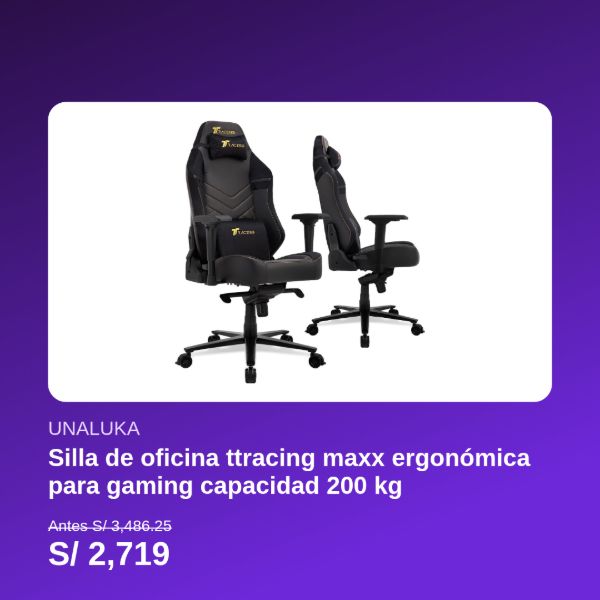 UNALUKA
Silla de oficina ttracing maxx ergonómica
para gaming capacidad 200 kg
Antes S/ 3,486.25
S/ 2,719